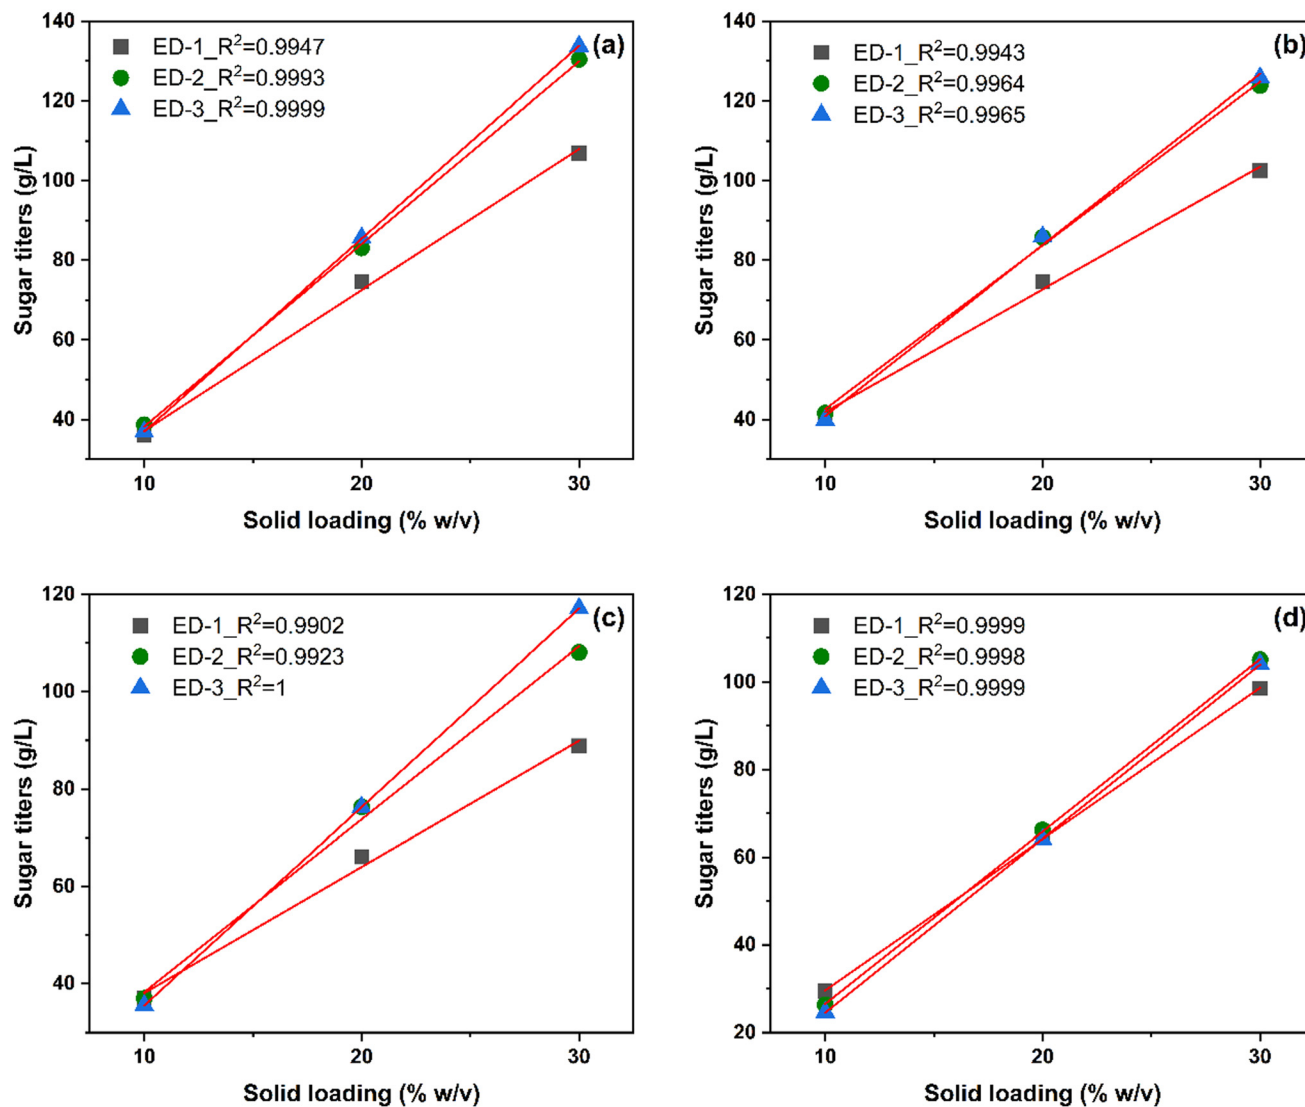 140
120
100
80
60
40
Sugar titers (g/L)
ED-1_R²=0.9947
ED-2_R²=0.9993
ED-3_R²=0.9999
(a)
10 20 30
Solid loading (% w/v)
140
120
100
80
60
40
Sugar titers (g/L)
ED-1_R²=0.9943
ED-2_R²=0.9964
ED-3_R²=0.9965
(b)
10 20 30
Solid loading (% w/v)
120
100
80
60
40
Sugar titers (g/L)
ED-1_R²=0.9902
ED-2_R²=0.9923
ED-3_R²=1
(c)
10 20 30
Solid loading (% w/v)
120
100
80
60
40
20
Sugar titers (g/L)
ED-1_R²=0.9999
ED-2_R²=0.9998
ED-3_R²=0.9999
(d)
10 20 30
Solid loading (% w/v)